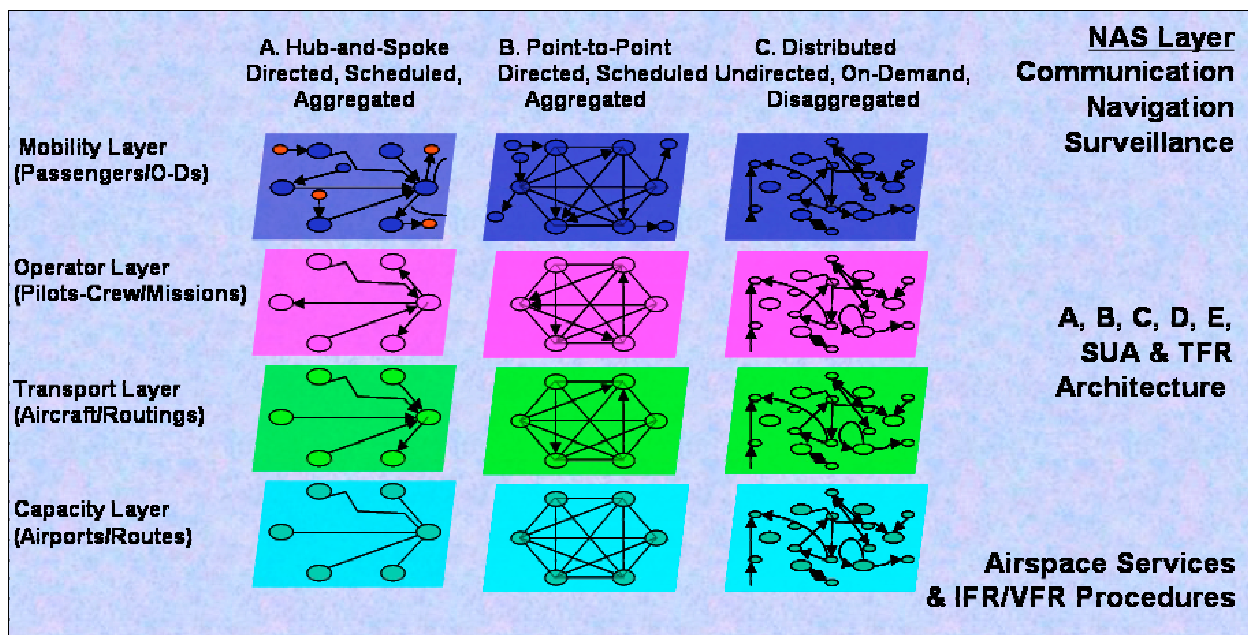 A. Hub-and-Spoke
Directed, Scheduled,
Aggregated
B. Point-to-Point
Directed, Scheduled
Aggregated
C. Distributed
Undirected, On-Demand,
Disaggregated
NAS Layer
Communication
Navigation
Surveillance
Mobility Layer
(Passengers/O-Ds)
Operator Layer
(Pilots-Crew/Missions)
A, B, C, D, E,
SUA & TFR
Architecture
Transport Layer
(Aircraft/Routings)
Capacity Layer
(Airports/Routes)
Airspace Services
& IFR/VFR Procedures